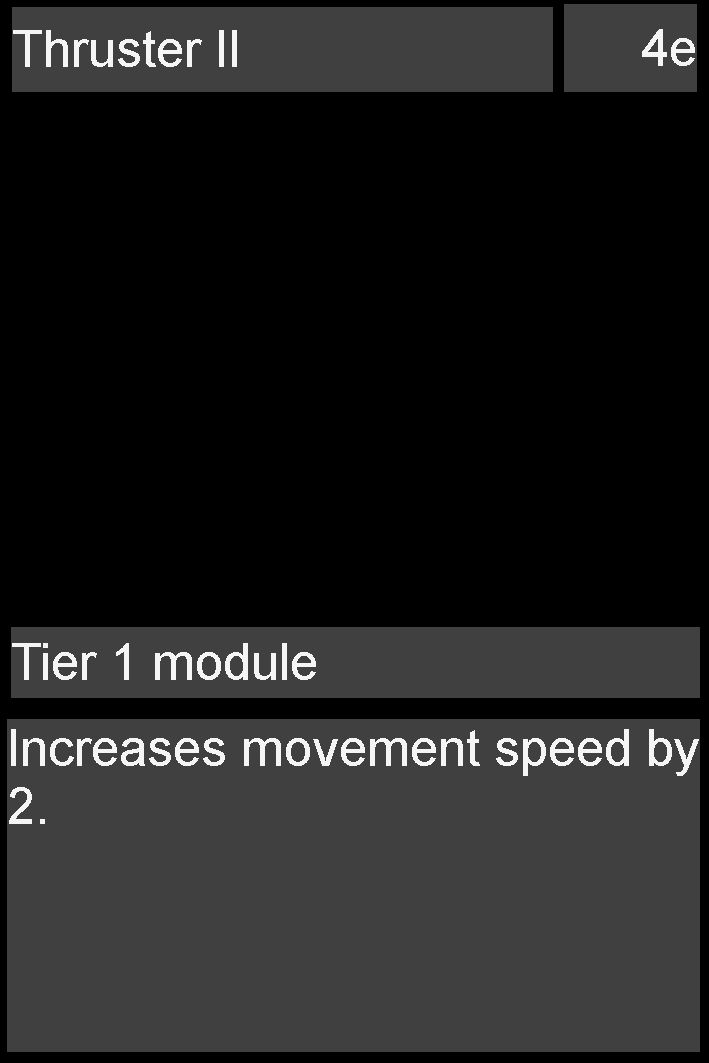 Thruster II
4e
Tier 1 module
Increases movement speed by
2.